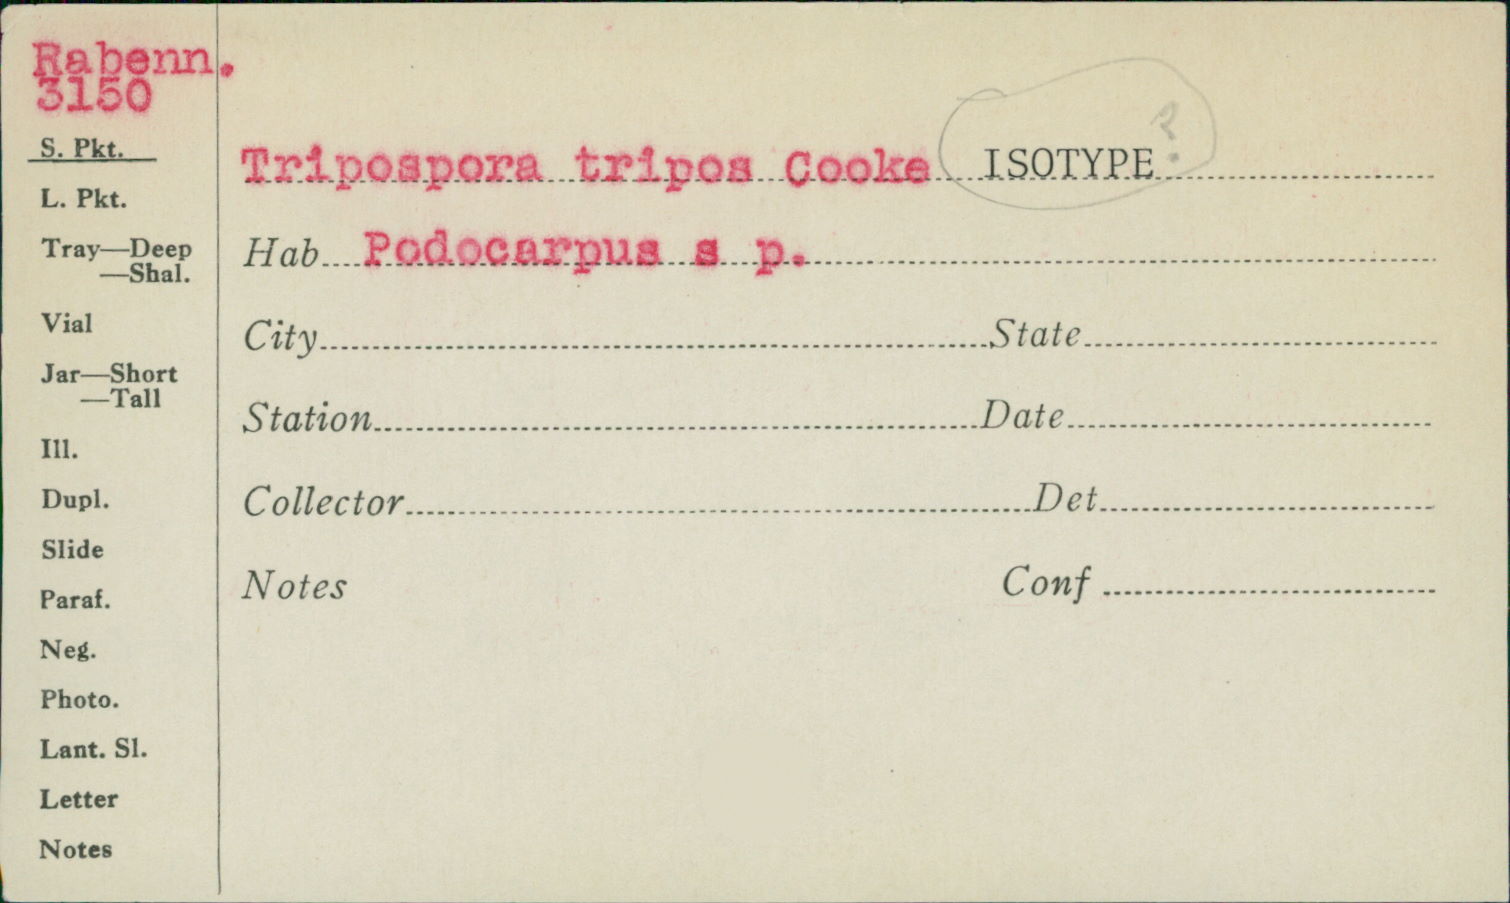 Rabenn.
3150
S. Pkt.
L. Pkt.
Tray—Deep
—Shal.
Vial
Jar—Short
—Tall
Ill.
Dupl.
Slide
Paraf.
Neg.
Photo.
Lant. Sl.
Letter
Notes
Tripospora tripos Cooke ISOTYPE ?
Hab Podocarpus s p.
City State
Station Date
Collector Det
Notes Conf